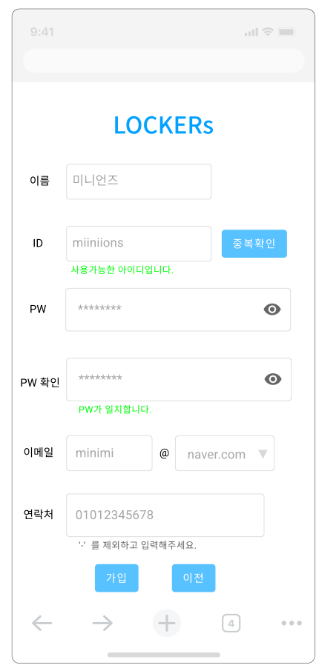 9:41
LOCKERs
이름 미니언즈
ID miiniions 중복확인
사용가능한 아이디입니다.
PW ********
PW 확인 ********
PW가 일치합니다.
이메일 minimi @ naver.com ▼
연락처 01012345678
'-' 를 제외하고 입력해주세요.
가입 이전
4